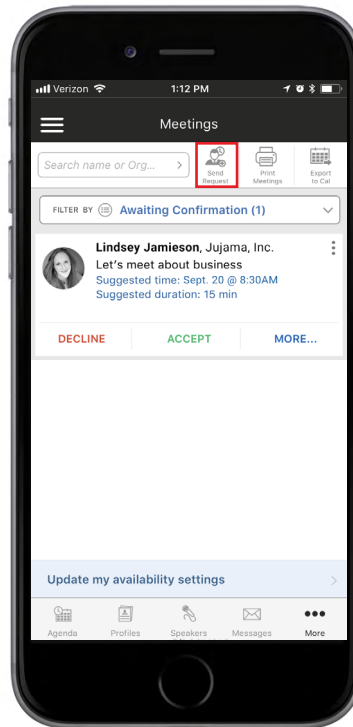 Verizon 1:12 PM
Meetings
Search name or Org...
Send Request
Print Meetings
Export to Cal
FILTER BY Awaiting Confirmation (1)
Lindsey Jamieson, Jujama, Inc.
Let's meet about business
Suggested time: Sept. 20 @ 8:30AM
Suggested duration: 15 min
DECLINE ACCEPT MORE...
Update my availability settings
Agenda Profiles Speakers Messages More